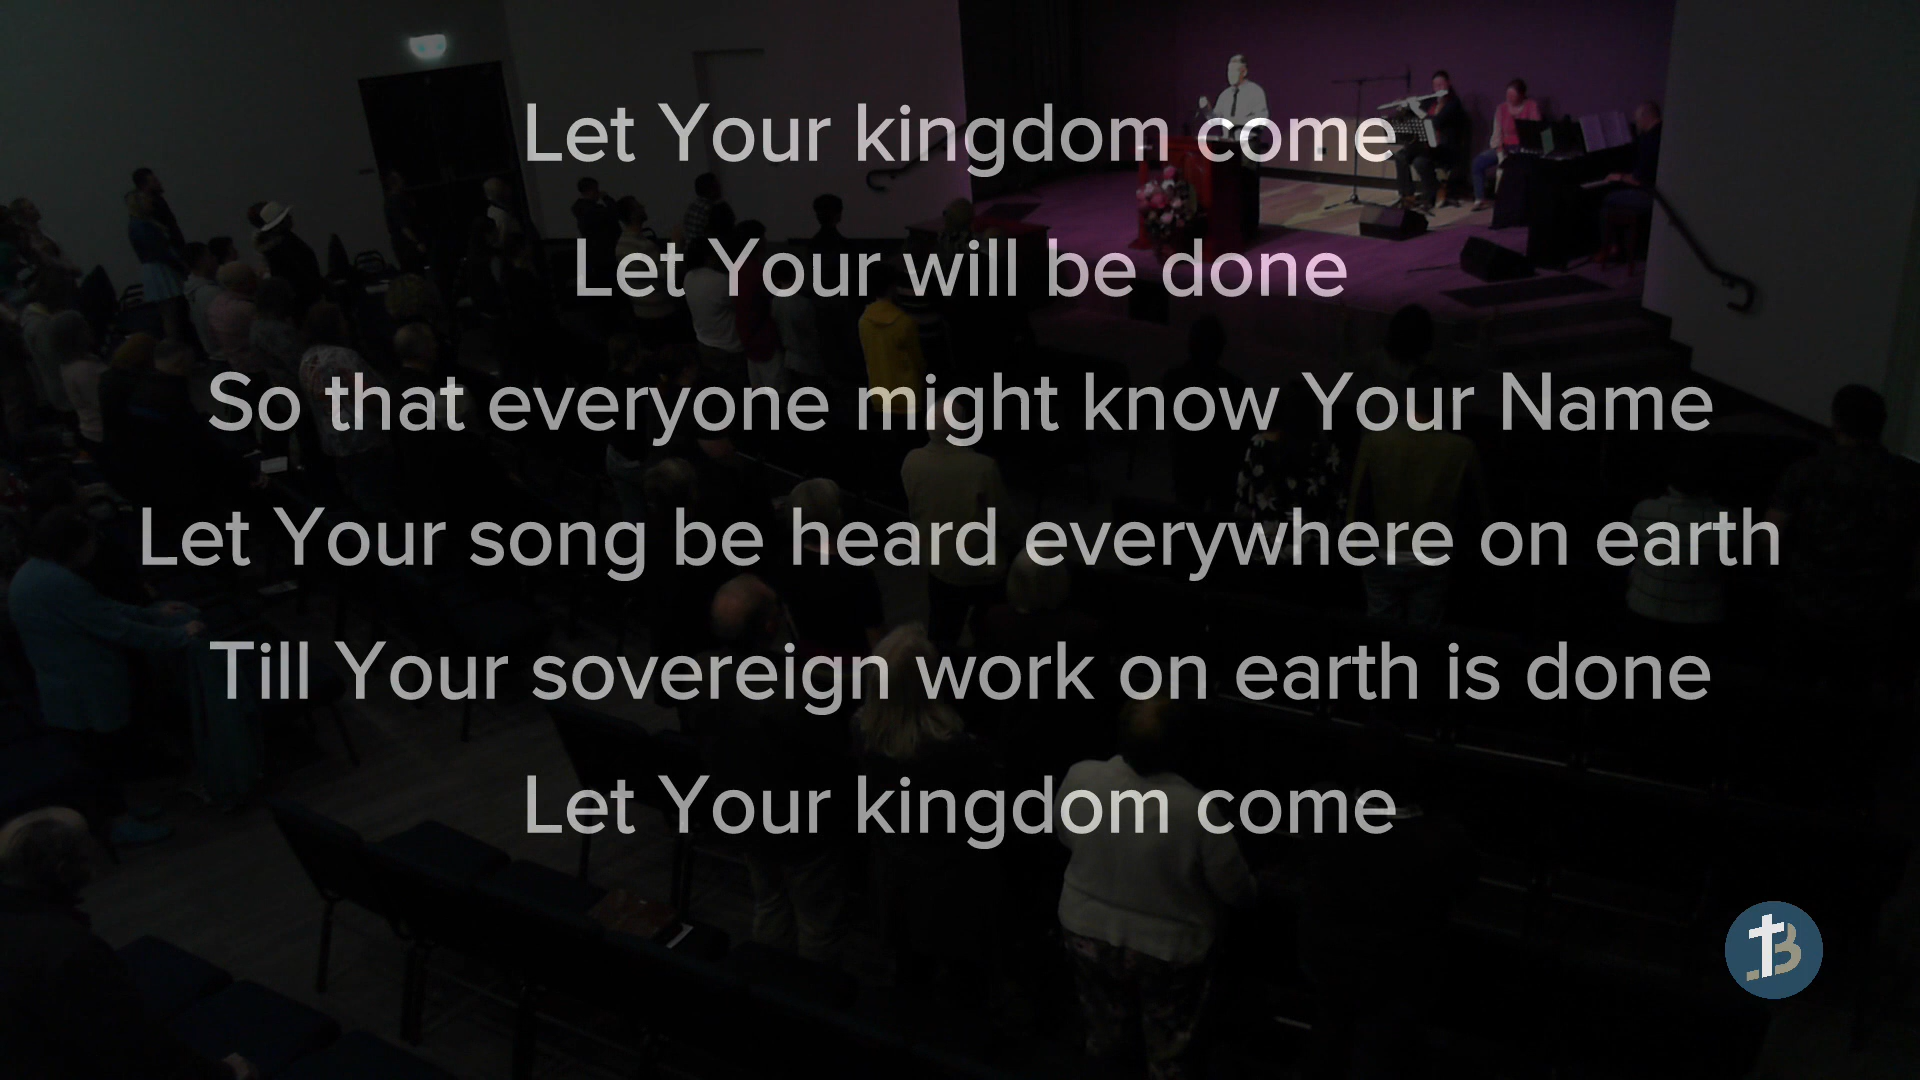 Let Your kingdom come
Let Your will be done
So that everyone might know Your Name
Let Your song be heard everywhere on earth
Till Your sovereign work on earth is done
Let Your kingdom come